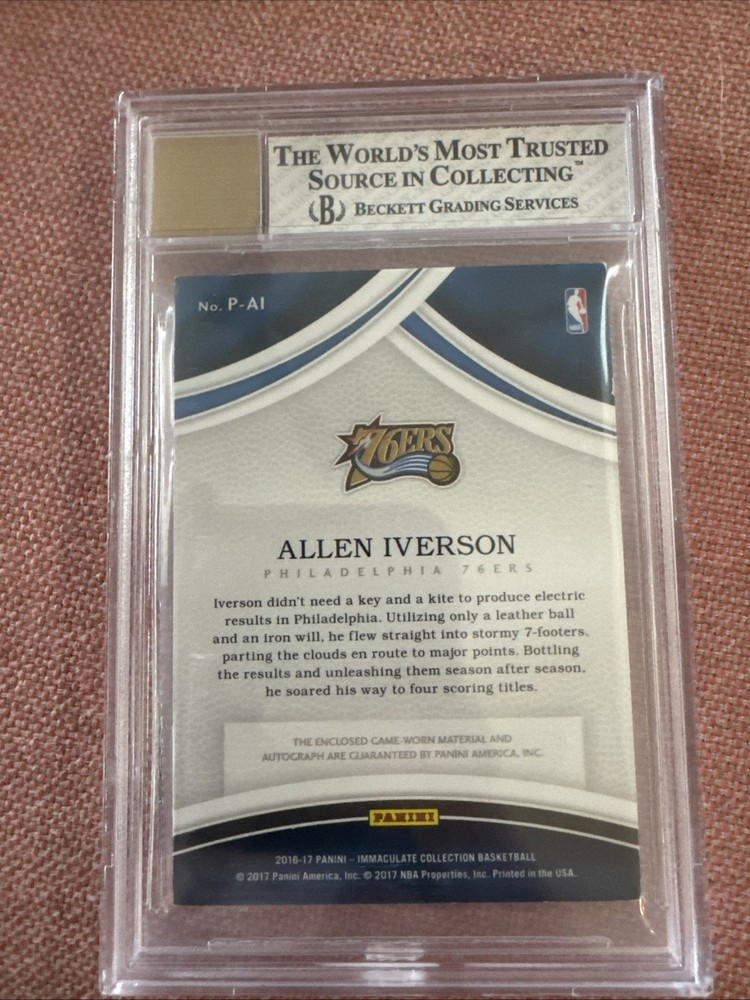 THE WORLD'S MOST TRUSTED
SOURCE IN COLLECTING™
(B) BECKETT GRADING SERVICES
No. P-AI
NBA
76ERS
ALLEN IVERSON
PHILADELPHIA 76ERS
Iverson didn't need a key and a kite to produce electric
results in Philadelphia. Utilizing only a leather ball
and an iron will, he flew straight into stormy 7-footers,
parting the clouds en route to major points. Bottling
the results and unleashing them season after season,
he soared his way to four scoring titles.
THE ENCLOSED GAME-WORN MATERIAL AND
AUTOGRAPH ARE GUARANTEED BY PANINI AMERICA, INC.
PANINI
2016-17 PANINI – IMMACULATE COLLECTION BASKETBALL
© 2017 Panini America, Inc. © 2017 NBA Properties, Inc. Printed in the USA.